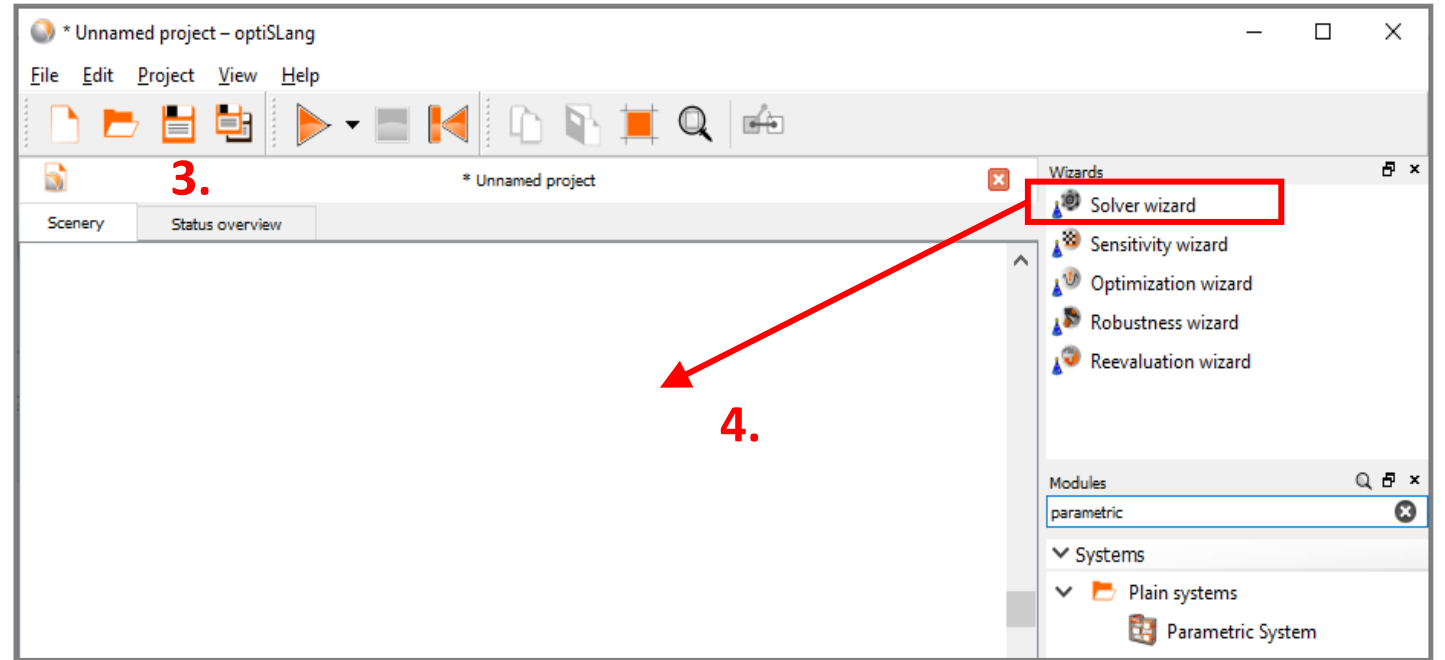 * Unnamed project – optiSLang
File Edit Project View Help
3.
* Unnamed project
Scenery Status overview
4.
Wizards
Solver wizard
Sensitivity wizard
Optimization wizard
Robustness wizard
Reevaluation wizard
Modules
parametric
Systems
Plain systems
Parametric System